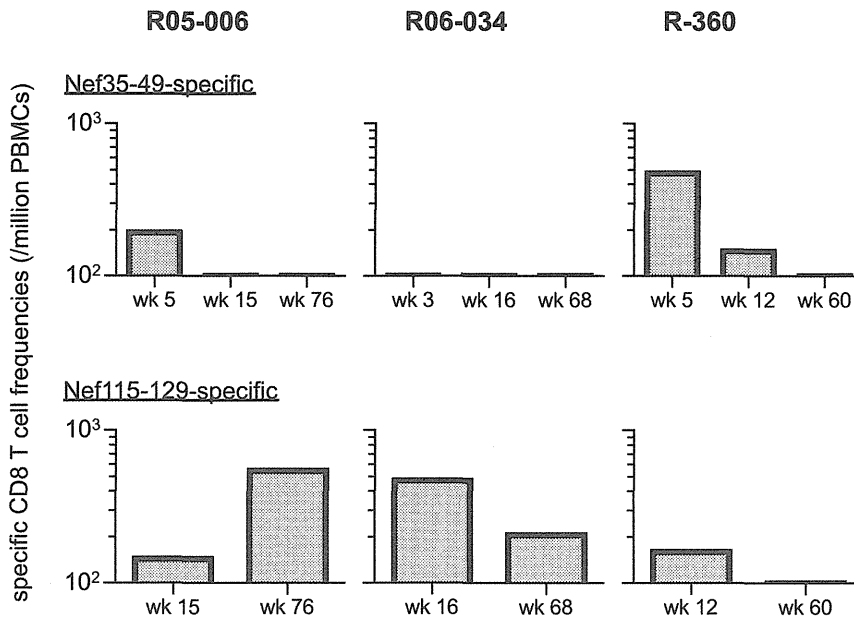 R05-006 R06-034 R-360
specific CD8 T cell frequencies (/million PBMCs)
Nef35-49-specific
10³
10²
wk 5 wk 15 wk 76
wk 3 wk 16 wk 68
wk 5 wk 12 wk 60
Nef115-129-specific
10³
10²
wk 15 wk 76
wk 16 wk 68
wk 12 wk 60